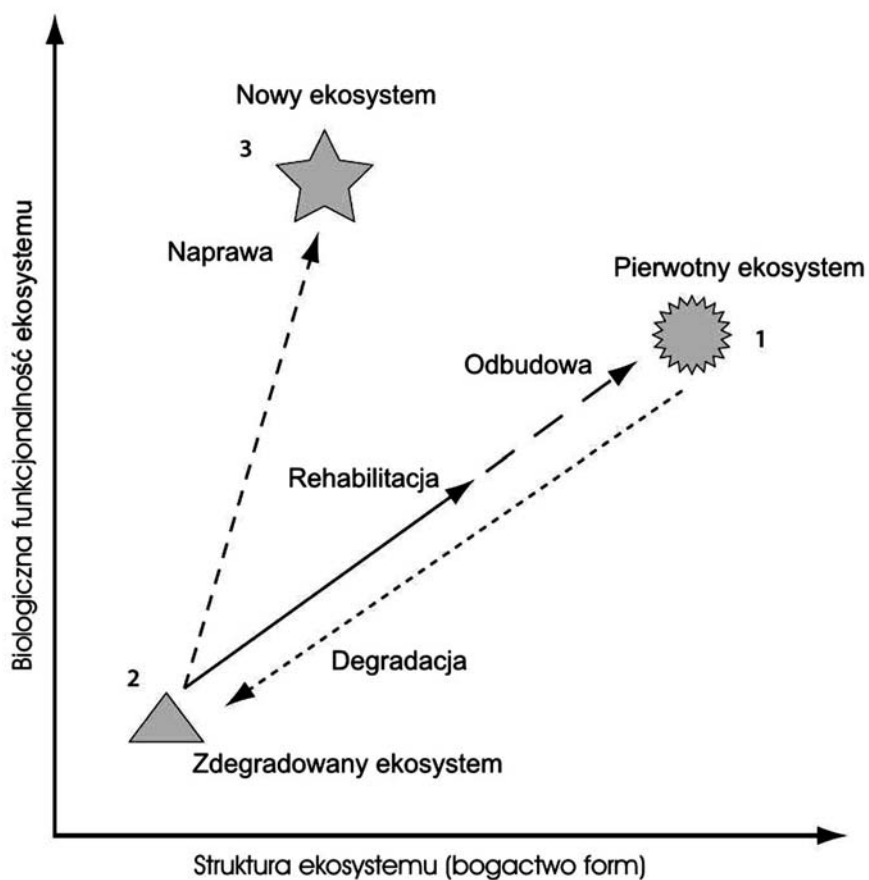 Nowy ekosystem
3
Naprawa
Pierwotny ekosystem
1
Odbudowa
Rehabilitacja
Degradacja
2
Zdegradowany ekosystem
Biologiczna funkcjonalność ekosystemu
Struktura ekosystemu (bogactwo form)